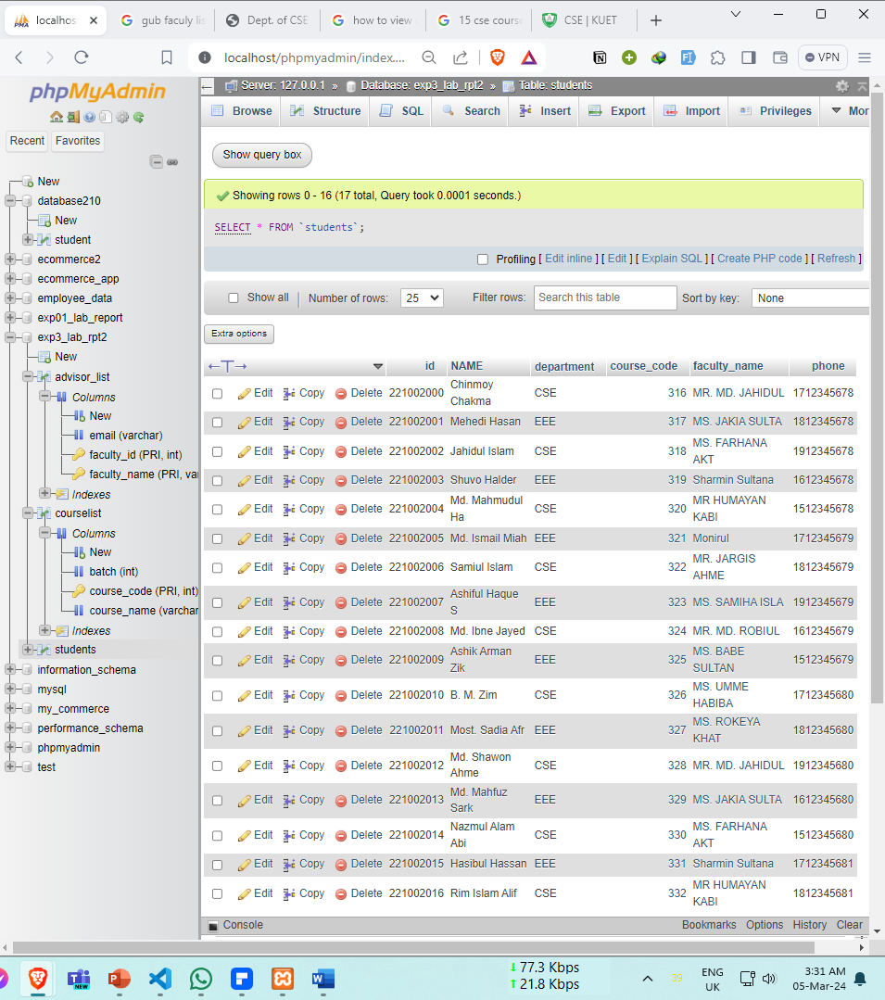 localhos
gub faculy lis
Dept. of CSE
how to view
15 cse cours
CSE | KUET
localhost/phpmyadmin/index....
VPN
phpMyAdmin
Recent
Favorites
New
database210
New
student
ecommerce2
ecommerce_app
employee_data
exp01_lab_report
exp3_lab_rpt2
New
advisor_list
Columns
New
email (varchar)
faculty_id (PRI, int)
faculty_name (PRI, va
Indexes
courselist
Columns
New
batch (int)
course_code (PRI, int)
course_name (varchar
Indexes
students
information_schema
mysql
my_commerce
performance_schema
phpmyadmin
test
Server: 127.0.0.1 » Database: exp3_lab_rpt2 » Table: students
Browse Structure SQL Search Insert Export Import Privileges Mor
Show query box
Showing rows 0 - 16 (17 total, Query took 0.0001 seconds.)
SELECT * FROM `students`;
Profiling [ Edit inline ] [ Edit ] [ Explain SQL ] [ Create PHP code ] [ Refresh ]
Show all Number of rows: 25 Filter rows: Search this table Sort by key: None
Extra options
←T→ id NAME department course_code faculty_name phone
Edit Copy Delete 221002000 Chinmoy Chakma CSE 316 MR. MD. JAHIDUL 1712345678
Edit Copy Delete 221002001 Mehedi Hasan EEE 317 MS. JAKIA SULTA 1812345678
Edit Copy Delete 221002002 Jahidul Islam CSE 318 MS. FARHANA AKT 1912345678
Edit Copy Delete 221002003 Shuvo Halder EEE 319 Sharmin Sultana 1612345678
Edit Copy Delete 221002004 Md. Mahmudul Ha CSE 320 MR HUMAYAN KABI 1512345678
Edit Copy Delete 221002005 Md. Ismail Miah EEE 321 Monirul 1712345679
Edit Copy Delete 221002006 Samiul Islam CSE 322 MR. JARGIS AHME 1812345679
Edit Copy Delete 221002007 Ashiful Haque S EEE 323 MS. SAMIHA ISLA 1912345679
Edit Copy Delete 221002008 Md. Ibne Jayed CSE 324 MR. MD. ROBIUL 1612345679
Edit Copy Delete 221002009 Ashik Arman Zik EEE 325 MS. BABE SULTAN 1512345679
Edit Copy Delete 221002010 B. M. Zim CSE 326 MS. UMME HABIBA 1712345680
Edit Copy Delete 221002011 Most. Sadia Afr EEE 327 MS. ROKEYA KHAT 1812345680
Edit Copy Delete 221002012 Md. Shawon Ahme CSE 328 MR. MD. JAHIDUL 1912345680
Edit Copy Delete 221002013 Md. Mahfuz Sark EEE 329 MS. JAKIA SULTA 1612345680
Edit Copy Delete 221002014 Nazmul Alam Abi CSE 330 MS. FARHANA AKT 1512345680
Edit Copy Delete 221002015 Hasibul Hassan EEE 331 Sharmin Sultana 1712345681
Edit Copy Delete 221002016 Rim Islam Alif CSE 332 MR HUMAYAN KABI 1812345681
Console Bookmarks Options History Clear
77.3 Kbps
21.8 Kbps
ENG
UK
3:31 AM
05-Mar-24